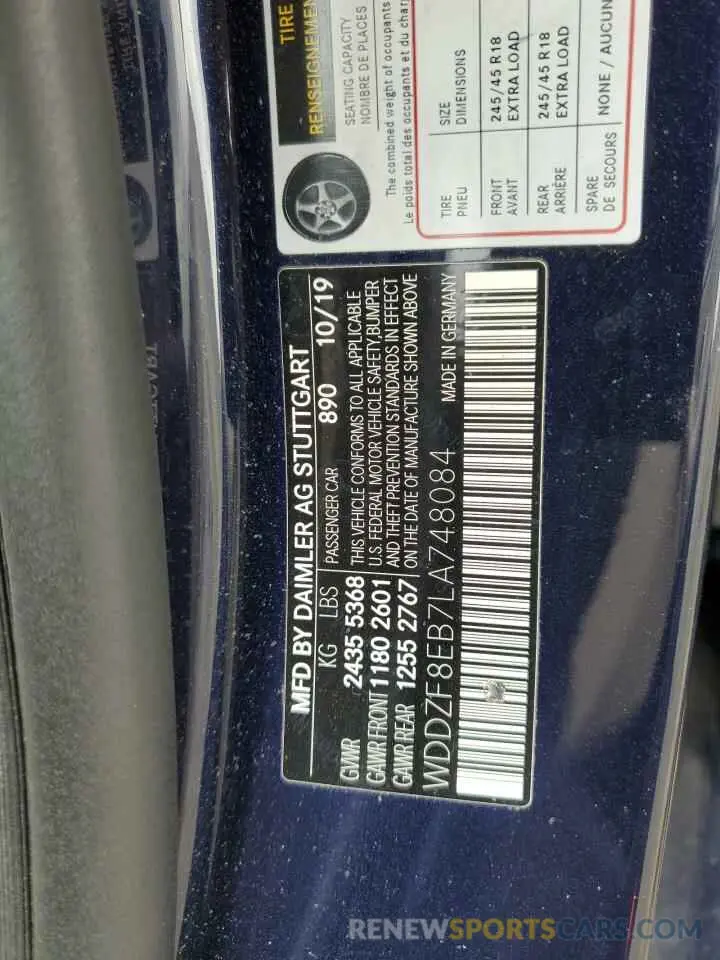 MFD BY DAIMLER AG STUTTGART
KG LBS PASSENGER CAR 890 10/19
GVWR 2435 5368 THIS VEHICLE CONFORMS TO ALL APPLICABLE
U.S. FEDERAL MOTOR VEHICLE SAFETY, BUMPER
GAWR FRONT 1180 2601 AND THEFT PREVENTION STANDARDS IN EFFECT
GAWR REAR 1255 2767 ON THE DATE OF MANUFACTURE SHOWN ABOVE
WDDZF8EB7LA748084 MADE IN GERMANY
TIRE
RENSEIGNEMEN
SEATING CAPACITY
NOMBRE DE PLACES
The combined weight of occupants
Le poids total des occupants et du char
TIRE SIZE
PNEU DIMENSIONS
FRONT 245/45 R18
AVANT EXTRA LOAD
REAR 245/45 R18
ARRIÈRE EXTRA LOAD
SPARE NONE / AUCUN
DE SECOURS
RENEWSPORTSCARS.COM